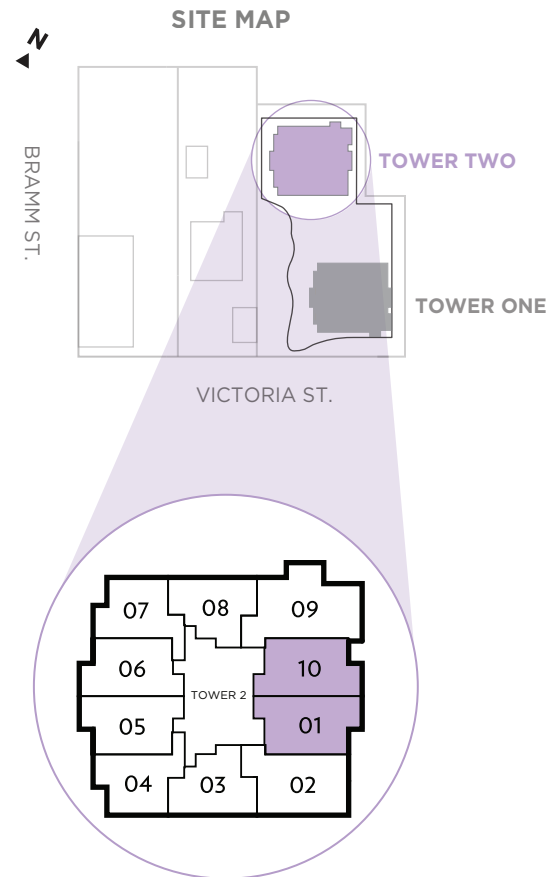 SITE MAP
N
BRAMM ST.
TOWER TWO
TOWER ONE
VICTORIA ST.
07
08
09
06
10
TOWER 2
05
01
04
03
02